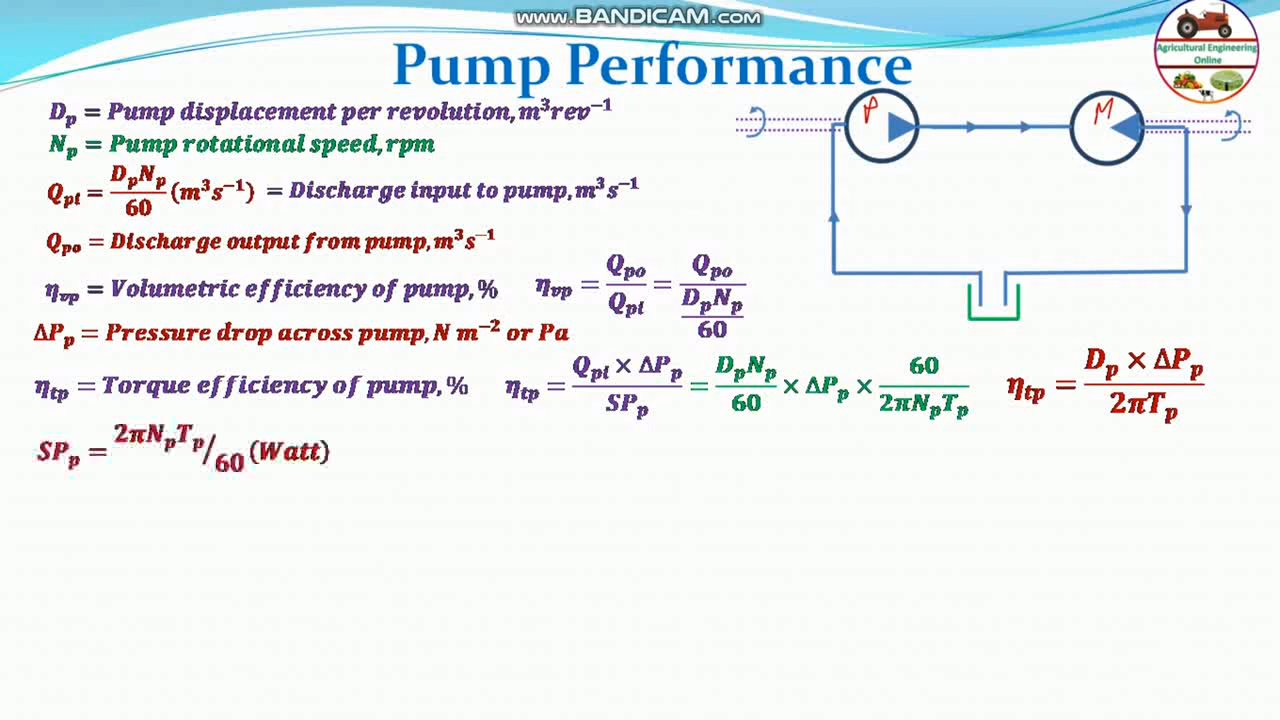 www.BANDICAM.com
Pump Performance
Agricultural Engineering
Online
P
M
D_p = Pump displacement per revolution, m³rev⁻¹
N_p = Pump rotational speed, rpm
Q_pi = D_pN_p/60 (m³s⁻¹) = Discharge input to pump, m³s⁻¹
Q_po = Discharge output from pump, m³s⁻¹
η_vp = Volumetric efficiency of pump, % η_vp = Q_po/Q_pi = Q_po/(D_pN_p/60)
ΔP_p = Pressure drop across pump, N m⁻² or Pa
η_tp = Torque efficiency of pump, % η_tp = (Q_pi × ΔP_p)/SP_p = D_pN_p/60 × ΔP_p × 60/(2πN_pT_p) η_tp = (D_p × ΔP_p)/(2πT_p)
SP_p = 2πN_pT_p/60 (Watt)